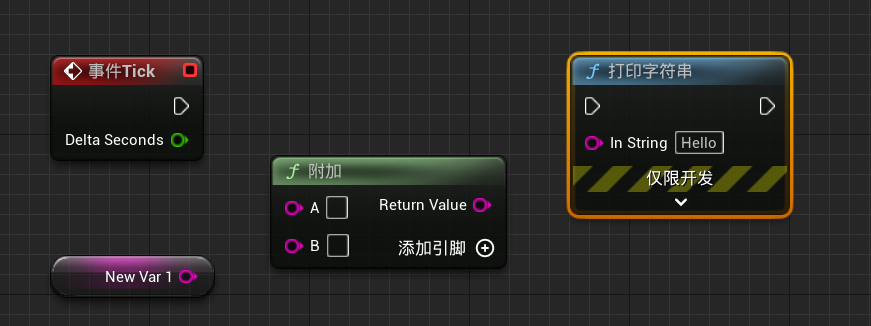 事件Tick
Delta Seconds
附加
A
Return Value
B
添加引脚
New Var 1
打印字符串
In String Hello
仅限开发